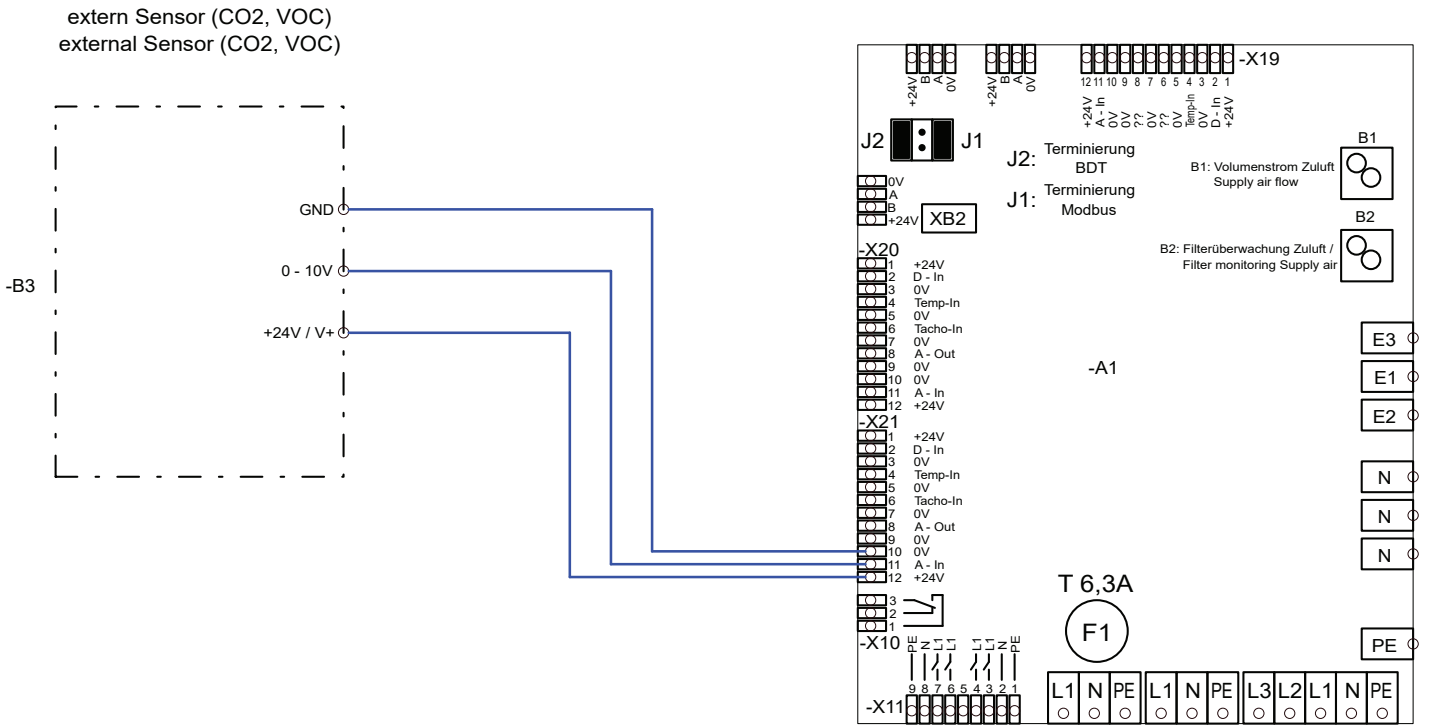 extern Sensor (CO2, VOC)
external Sensor (CO2, VOC)
-B3
GND
0 - 10V
+24V / V+
+24V
B
A
0V
+24V
B
A
0V
-X19
12 11 10 9 8 7 6 5 4 3 2 1
+24V
A - In
0V
0V
??
0V
??
0V
Temp-In
0V
D - In
+24V
J2
J1
J2: Terminierung
BDT
J1: Terminierung
Modbus
B1
B1: Volumenstrom Zuluft
Supply air flow
B2
B2: Filterüberwachung Zuluft /
Filter monitoring Supply air
0V
A
B
+24V
XB2
-X20
1 +24V
2 D - In
3 0V
4 Temp-In
5 0V
6 Tacho-In
7 0V
8 A - Out
9 0V
10 0V
11 A - In
12 +24V
-X21
1 +24V
2 D - In
3 0V
4 Temp-In
5 0V
6 Tacho-In
7 0V
8 A - Out
9 0V
10 0V
11 A - In
12 +24V
-A1
E3
E1
E2
N
N
N
PE
3
2
1
-X10
T 6,3A
F1
PE
N
L1
L1
L1
L1
N
PE
9 8 7 6 5 4 3 2 1
-X11
L1 N PE
L1 N PE
L3 L2 L1 N PE